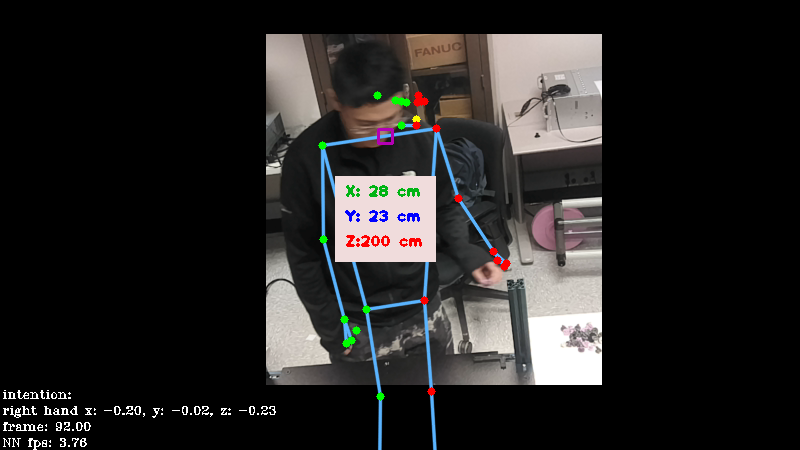 FANUC
X: 28 cm
Y: 23 cm
Z:200 cm
intention:
right hand x: -0.20, y: -0.02, z: -0.23
frame: 92.00
NN fps: 3.76